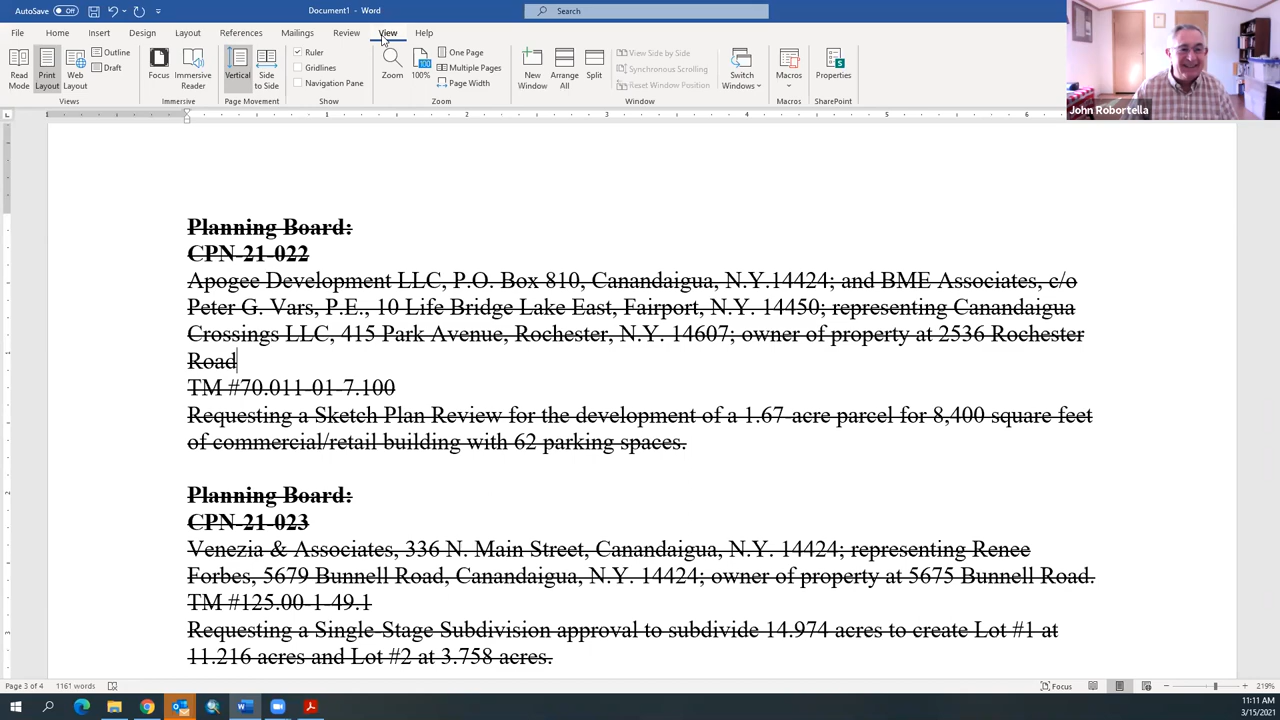 AutoSave Off
Document1 - Word
Search
File Home Insert Design Layout References Mailings Review View Help
Read Mode
Print Layout
Web Layout
Outline
Draft
Views
Focus
Immersive Reader
Immersive
Vertical
Side to Side
Page Movement
Ruler
Gridlines
Navigation Pane
Show
Zoom
100
100%
One Page
Multiple Pages
Page Width
Zoom
New Window
Arrange All
Split
View Side by Side
Synchronous Scrolling
Reset Window Position
Window
Switch Windows
Macros
Macros
Properties
SharePoint
John Robortella
1 1 2 3 4 5 6
Planning Board:
CPN-21-022
Apogee Development LLC, P.O. Box 810, Canandaigua, N.Y.14424; and BME Associates, c/o
Peter G. Vars, P.E., 10 Life Bridge Lake East, Fairport, N.Y. 14450; representing Canandaigua
Crossings LLC, 415 Park Avenue, Rochester, N.Y. 14607; owner of property at 2536 Rochester
Road
TM #70.011-01-7.100
Requesting a Sketch Plan Review for the development of a 1.67-acre parcel for 8,400 square feet
of commercial/retail building with 62 parking spaces.
Planning Board:
CPN-21-023
Venezia & Associates, 336 N. Main Street, Canandaigua, N.Y. 14424; representing Renee
Forbes, 5679 Bunnell Road, Canandaigua, N.Y. 14424; owner of property at 5675 Bunnell Road.
TM #125.00-1-49.1
Requesting a Single-Stage Subdivision approval to subdivide 14.974 acres to create Lot #1 at
11.216 acres and Lot #2 at 3.758 acres.
Page 3 of 4 1161 words
Focus
219%
11:11 AM
3/15/2021